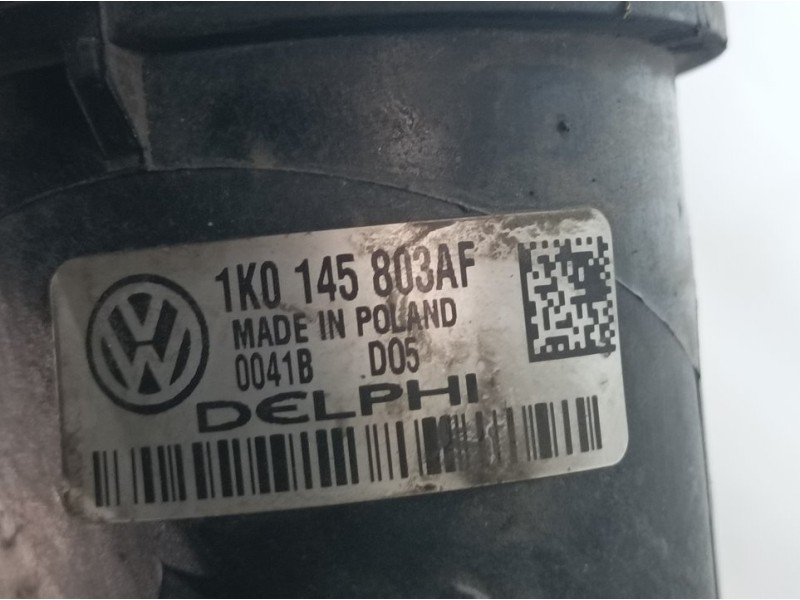 1K0 145 803AF
MADE IN POLAND
0041B D05
DELPHI